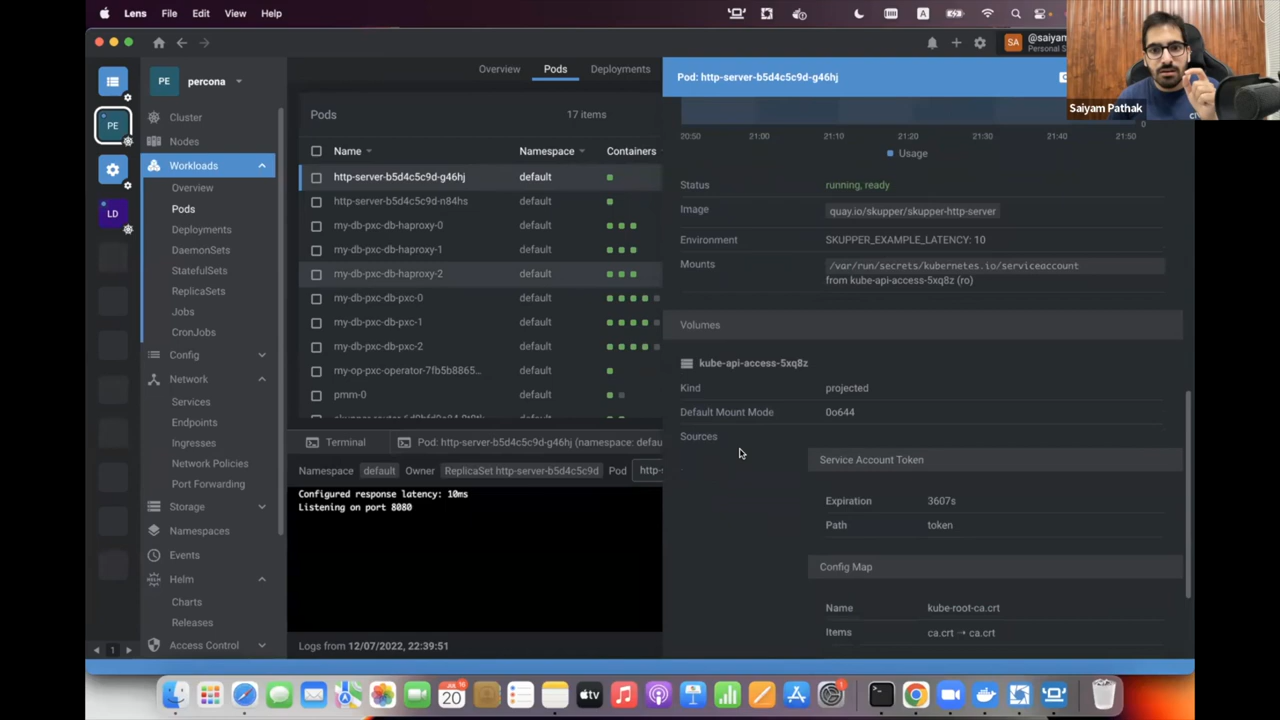 Lens File Edit View Help
A
@saiyam
Personal
SA
Saiyam Pathak
PE percona
Overview Pods Deployments
Pod: http-server-b5d4c5c9d-g46hj
PE
LD
Cluster
Nodes
Workloads
Overview
Pods
Deployments
DaemonSets
StatefulSets
ReplicaSets
Jobs
CronJobs
Config
Network
Services
Endpoints
Ingresses
Network Policies
Port Forwarding
Storage
Namespaces
Events
HELM Helm
Charts
Releases
Access Control
1
Pods 17 items
Name Namespace Containers
http-server-b5d4c5c9d-g46hj default
http-server-b5d4c5c9d-n84hs default
my-db-pxc-db-haproxy-0 default
my-db-pxc-db-haproxy-1 default
my-db-pxc-db-haproxy-2 default
my-db-pxc-db-pxc-0 default
my-db-pxc-db-pxc-1 default
my-db-pxc-db-pxc-2 default
my-op-pxc-operator-7fb5b8865... default
pmm-0 default
Terminal Pod: http-server-b5d4c5c9d-g46hj (namespace: defau
Namespace default Owner ReplicaSet http-server-b5d4c5c9d Pod http-
Configured response latency: 10ms
Listening on port 8080
Logs from 12/07/2022, 22:39:51
0
20:50 21:00 21:10 21:20 21:30 21:40 21:50
Usage
Status running, ready
Image quay.io/skupper/skupper-http-server
Environment SKUPPER_EXAMPLE_LATENCY: 10
Mounts /var/run/secrets/kubernetes.io/serviceaccount
from kube-api-access-5xq8z (ro)
Volumes
kube-api-access-5xq8z
Kind projected
Default Mount Mode 0o644
Sources
Service Account Token
Expiration 3607s
Path token
Config Map
Name kube-root-ca.crt
Items ca.crt → ca.crt
20
tv